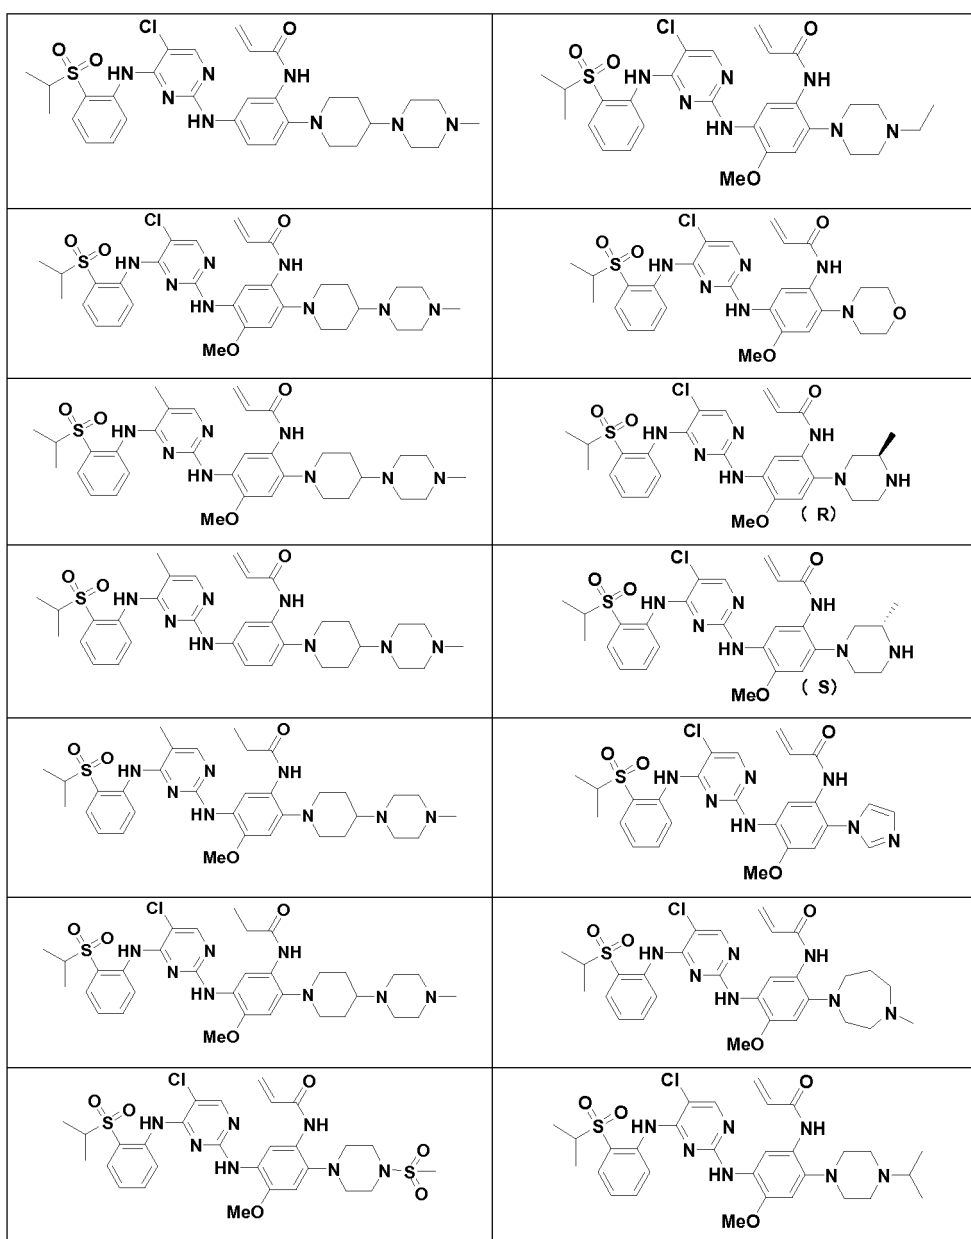 Cl O
O O
S HN N NH
N
HN N N N
Cl O
O O
S HN N NH
N
HN N N
MeO
Cl O
O O
S HN N NH
N
HN N N N
MeO
Cl O
O O
S HN N NH
N
HN N O
MeO
O
O O
S HN N NH
N
HN N N N
MeO
Cl O
O O
S HN N NH
N
HN N NH
MeO ( R)
O
O O
S HN N NH
N
HN N N N
Cl O
O O
S HN N NH
N
HN N NH
MeO ( S)
O
O O
S HN N NH
N
HN N N N
MeO
Cl O
O O
S HN N NH
N
HN N N
MeO
Cl O
O O
S HN N NH
N
HN N N N
MeO
Cl O
O O
S HN N NH
N
HN N N
MeO
Cl O
O O
S HN N NH
N O
HN N N S
MeO O
Cl O
O O
S HN N NH
N
HN N N
MeO